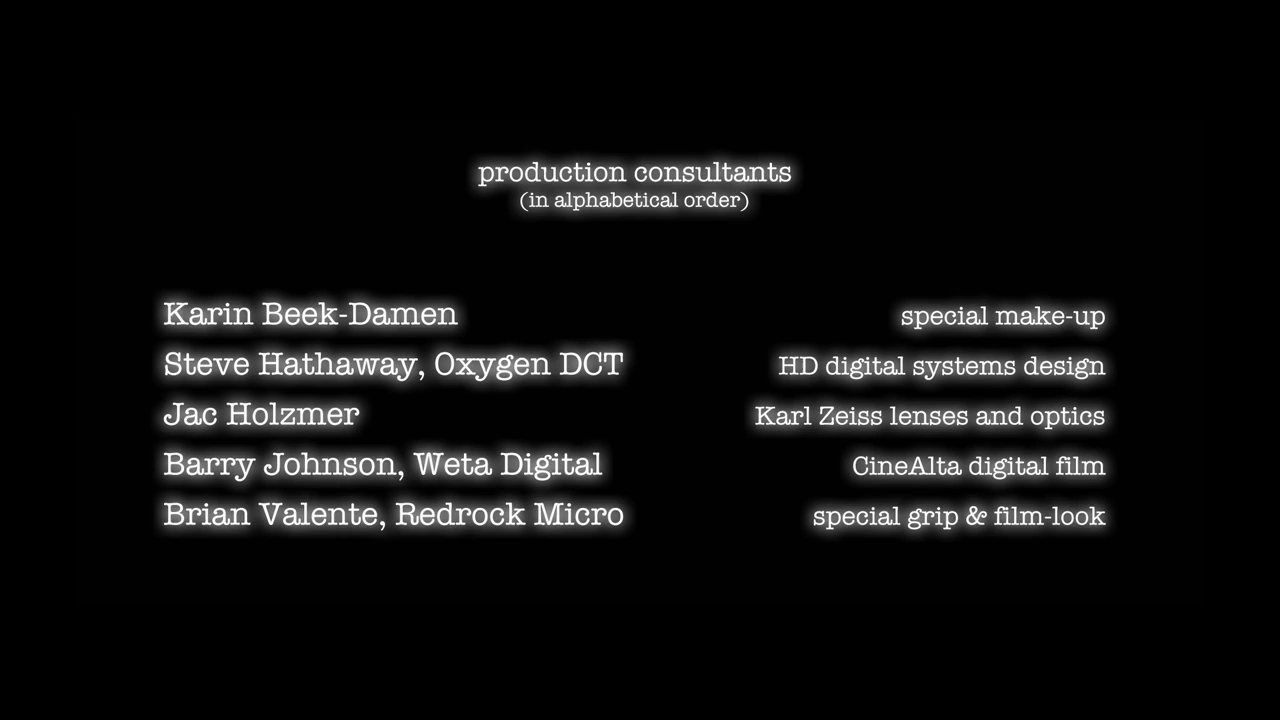 production consultants
(in alphabetical order)
Karin Beek-Damen special make-up
Steve Hathaway, Oxygen DCT HD digital systems design
Jac Holzmer Karl Zeiss lenses and optics
Barry Johnson, Weta Digital CineAlta digital film
Brian Valente, Redrock Micro special grip & film-look